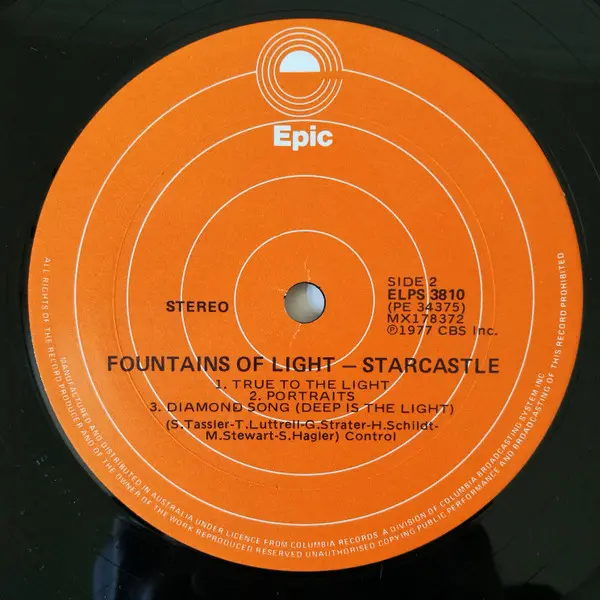 Epic
STEREO
SIDE 2
ELPS 3810
(PE 34375)
MX178372
℗1977 CBS Inc.
FOUNTAINS OF LIGHT – STARCASTLE
1. TRUE TO THE LIGHT
2. PORTRAITS
3. DIAMOND SONG (DEEP IS THE LIGHT)
(S.Tassler-T.Luttrell-G.Strater-H.Schildt-
M.Stewart-S.Hagler) Control
ALL RIGHTS OF THE RECORD PRODUCER AND OF THE OWNER OF THE WORK REPRODUCED RESERVED UNAUTHORISED COPYING PUBLIC PERFORMANCE AND BROADCASTING OF THIS RECORD PROHIBITED
MANUFACTURED AND DISTRIBUTED IN AUSTRALIA UNDER LICENCE FROM COLUMBIA RECORDS A DIVISION OF COLUMBIA BROADCASTING SYSTEM INC